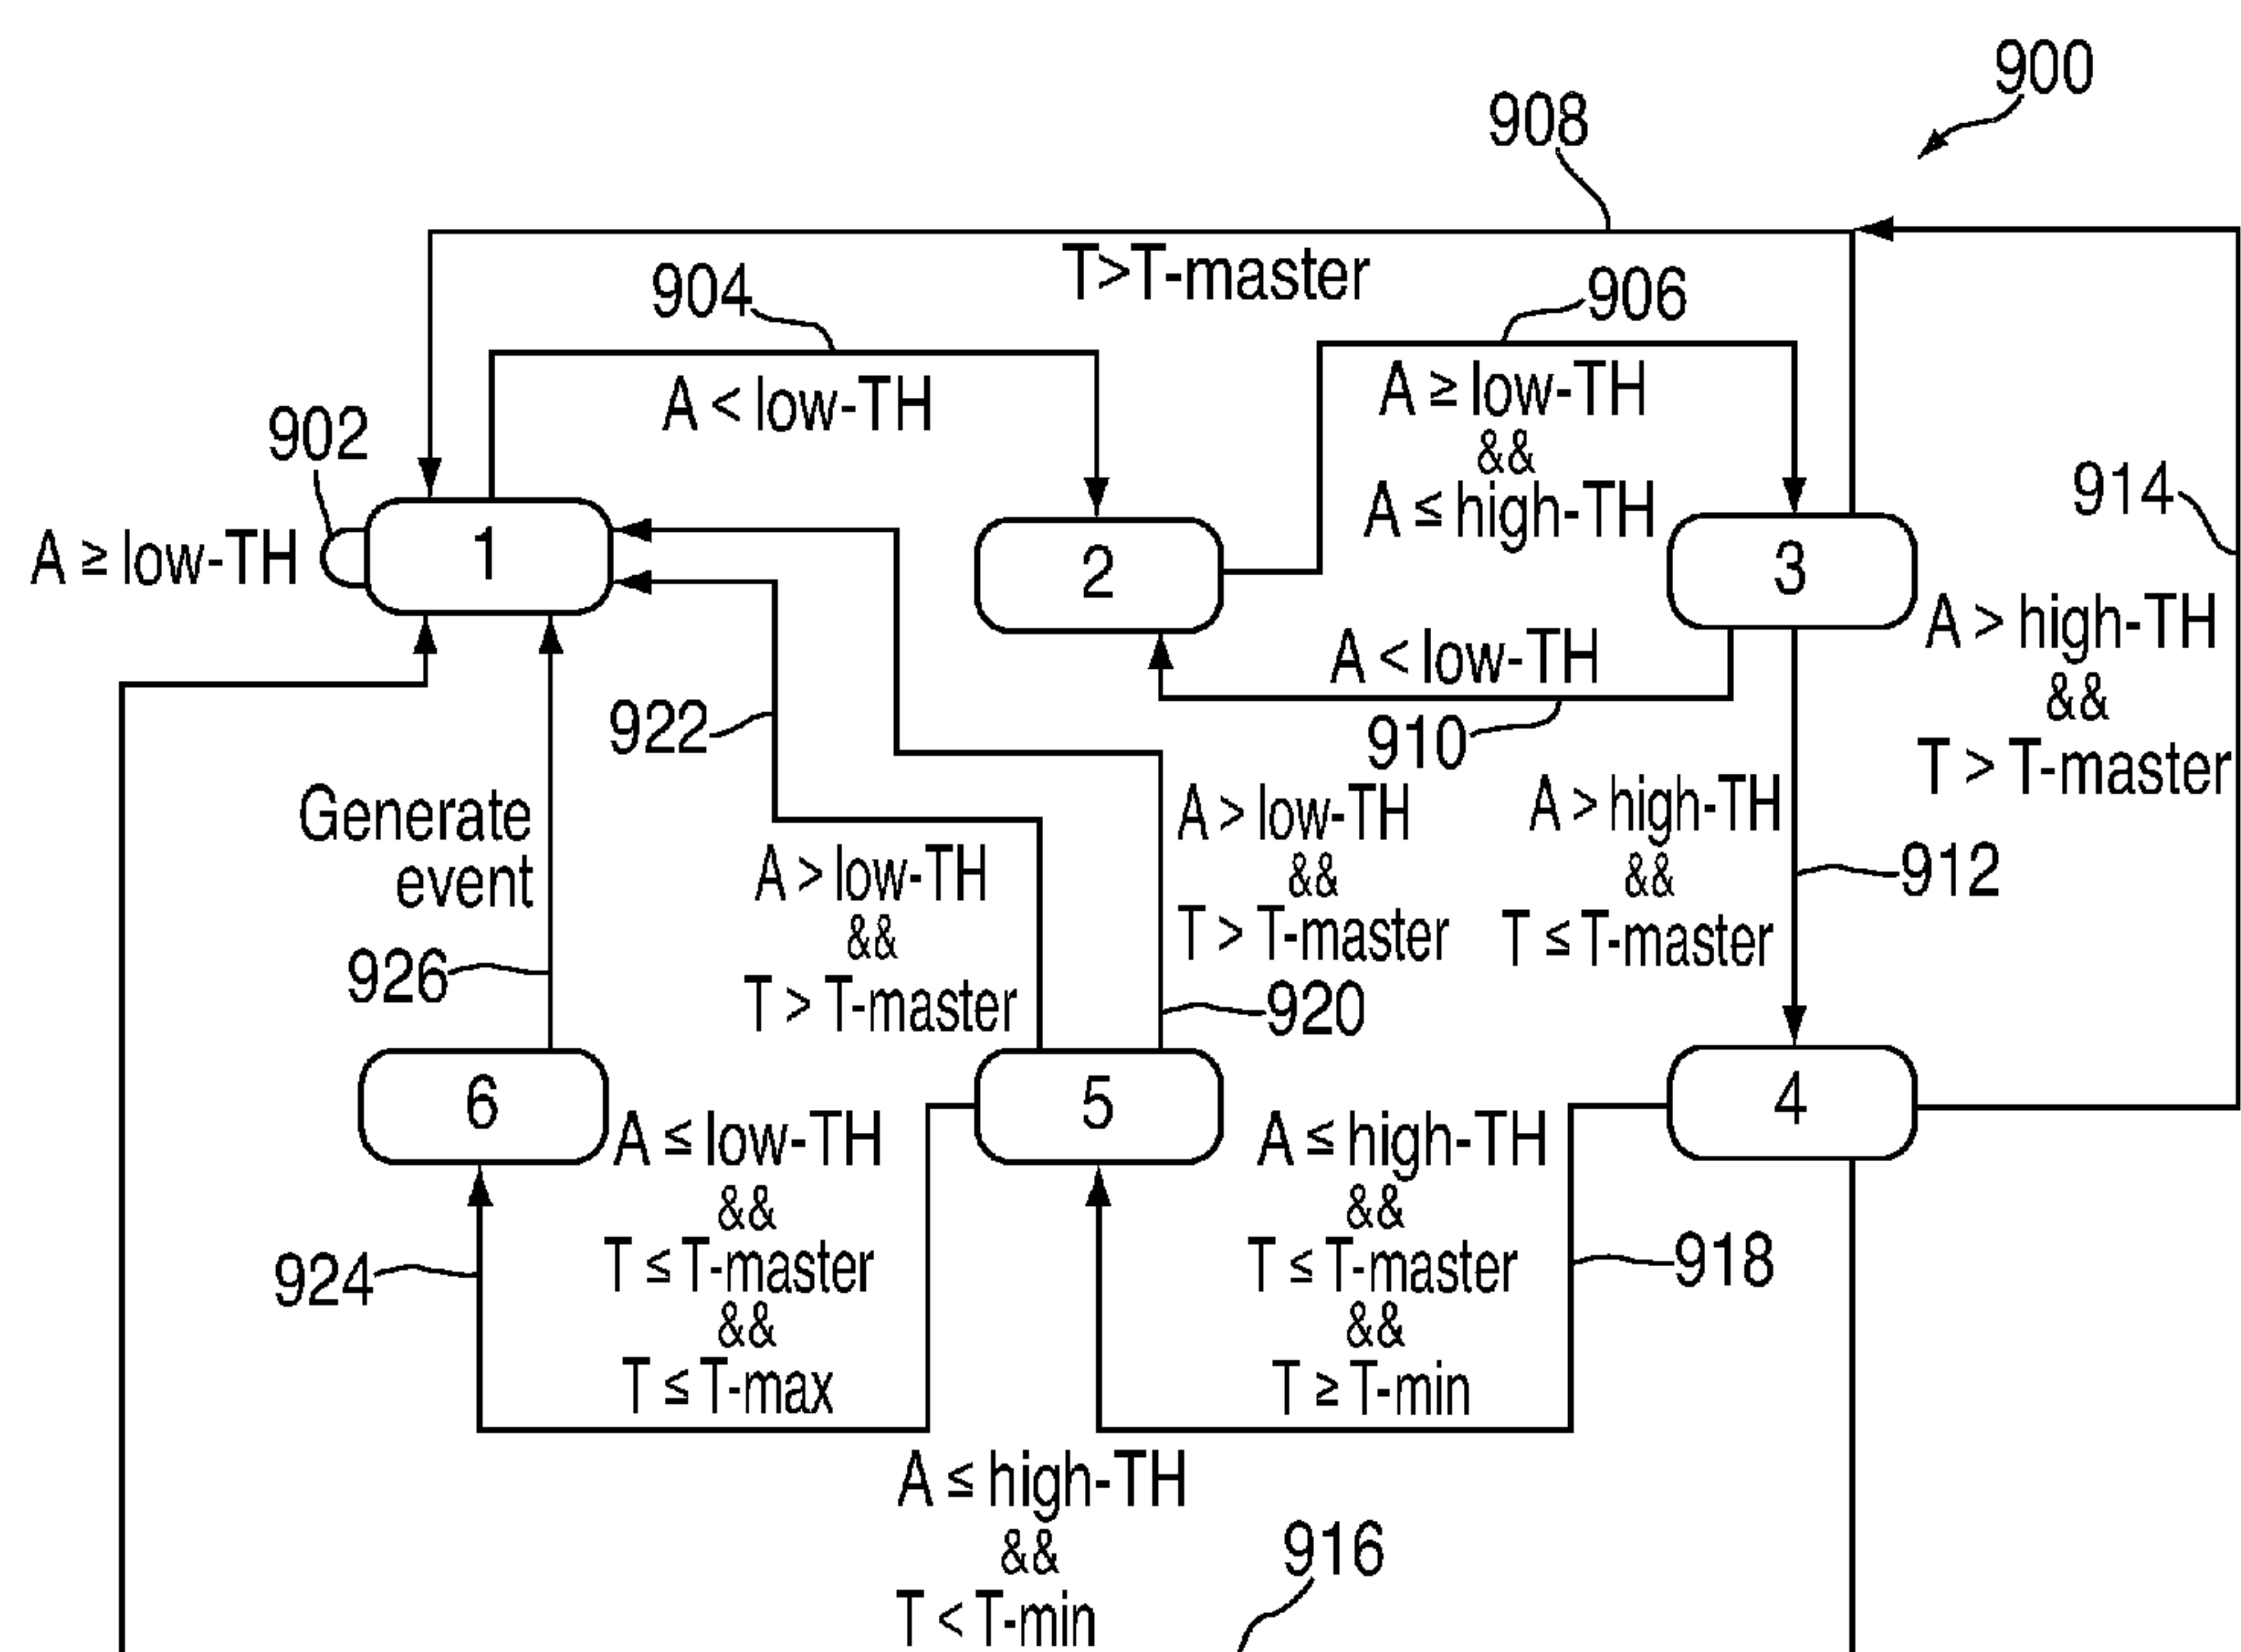 900
908
T>T-master
904
906
A < low-TH
A ≥ low-TH
&&
A ≤ high-TH
902
914
A ≥ low-TH
1
2
3
A > high-TH
&&
T > T-master
A < low-TH
910
922
Generate
event
A > low-TH
&&
T > T-master
A > low-TH
&&
T > T-master
A > high-TH
&&
T ≤ T-master
912
926
920
6
5
4
A ≤ low-TH
&&
T ≤ T-master
&&
T ≤ T-max
A ≤ high-TH
&&
T ≤ T-master
&&
T ≥ T-min
924
918
A ≤ high-TH
&&
T < T-min
916